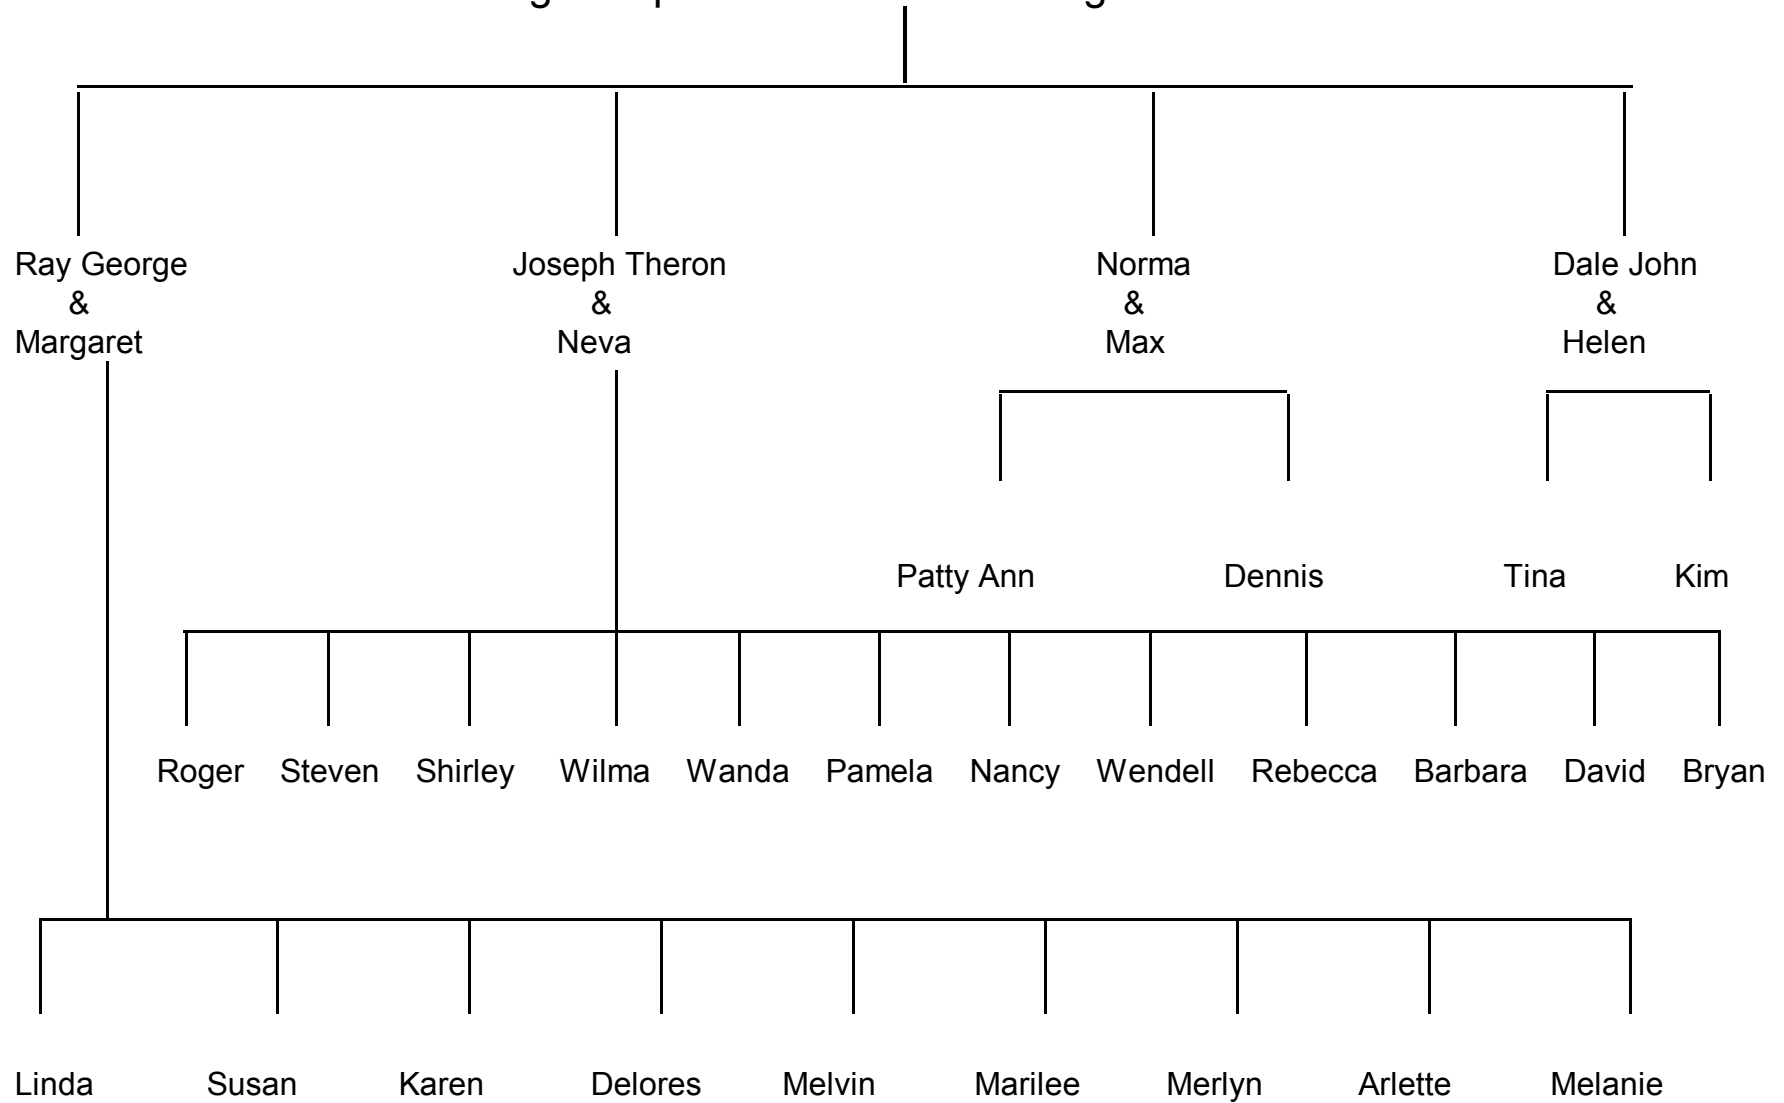 Ray George Joseph Theron Norma Dale John
& & & &
Margaret Neva Max Helen
Patty Ann Dennis Tina Kim
Roger Steven Shirley Wilma Wanda Pamela Nancy Wendell Rebecca Barbara David Bryan
Linda Susan Karen Delores Melvin Marilee Merlyn Arlette Melanie